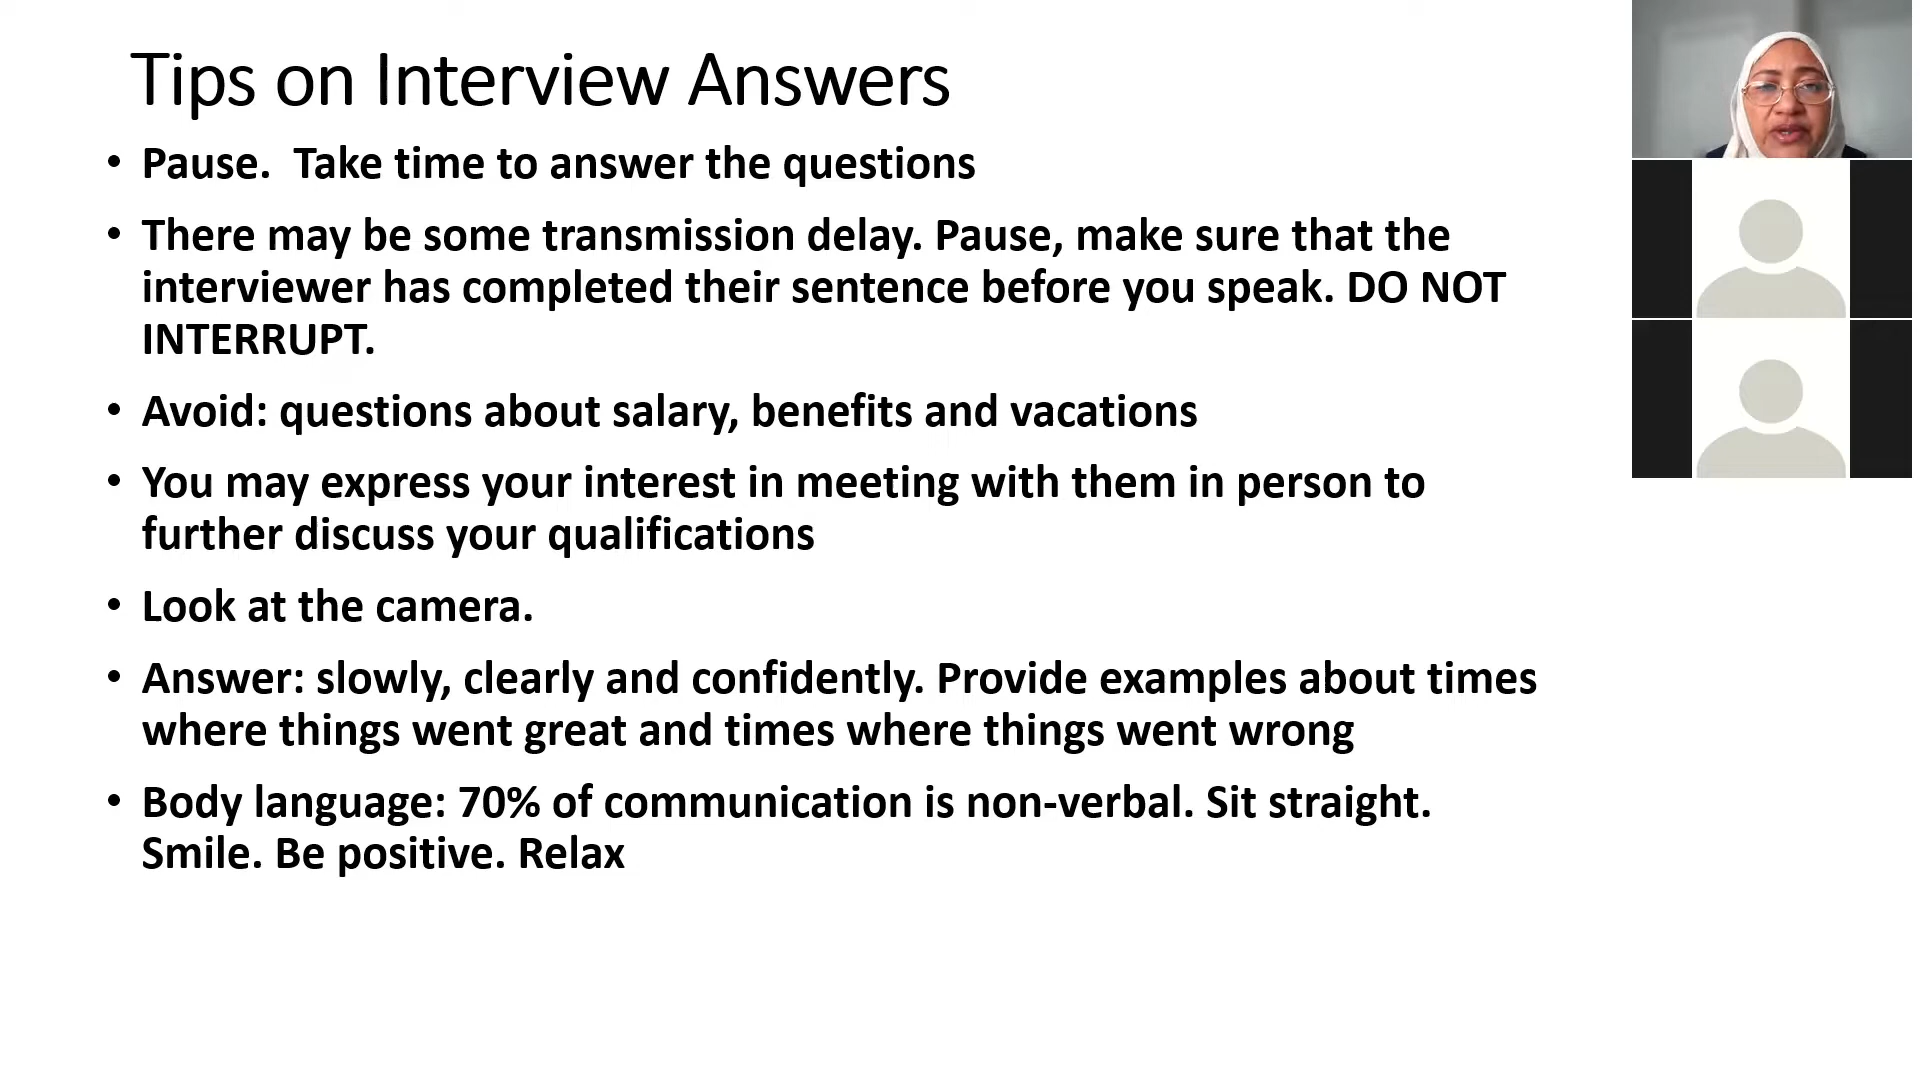 Tips on Interview Answers
• Pause.  Take time to answer the questions
• There may be some transmission delay. Pause, make sure that the
interviewer has completed their sentence before you speak. DO NOT
INTERRUPT.
• Avoid: questions about salary, benefits and vacations
• You may express your interest in meeting with them in person to
further discuss your qualifications
• Look at the camera.
• Answer: slowly, clearly and confidently. Provide examples about times
where things went great and times where things went wrong
• Body language: 70% of communication is non-verbal. Sit straight.
Smile. Be positive. Relax